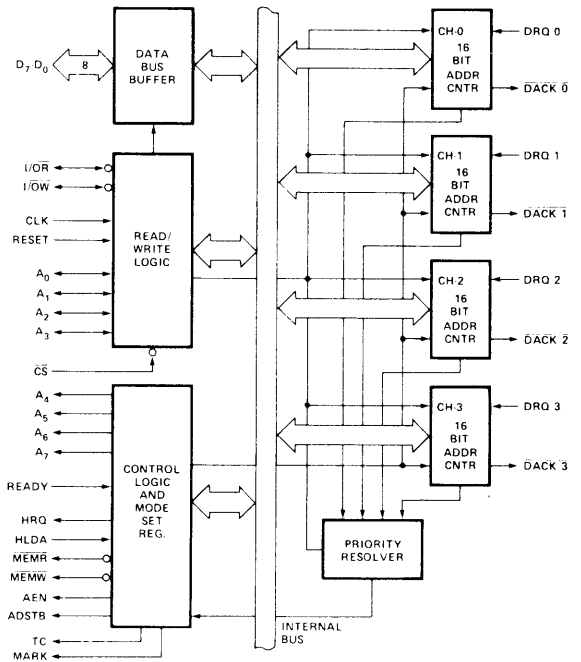 D7-D0
8
DATA
BUS
BUFFER
I/OR
I/OW
CLK
RESET
A0
A1
A2
A3
CS
READ/
WRITE
LOGIC
A4
A5
A6
A7
READY
HRQ
HLDA
MEMR
MEMW
AEN
ADSTB
TC
MARK
CONTROL
LOGIC
AND
MODE
SET
REG.
INTERNAL
BUS
CH-0
16
BIT
ADDR
CNTR
DRQ 0
DACK 0
CH-1
16
BIT
ADDR
CNTR
DRQ 1
DACK 1
CH-2
16
BIT
ADDR
CNTR
DRQ 2
DACK 2
CH-3
16
BIT
ADDR
CNTR
DRQ 3
DACK 3
PRIORITY
RESOLVER